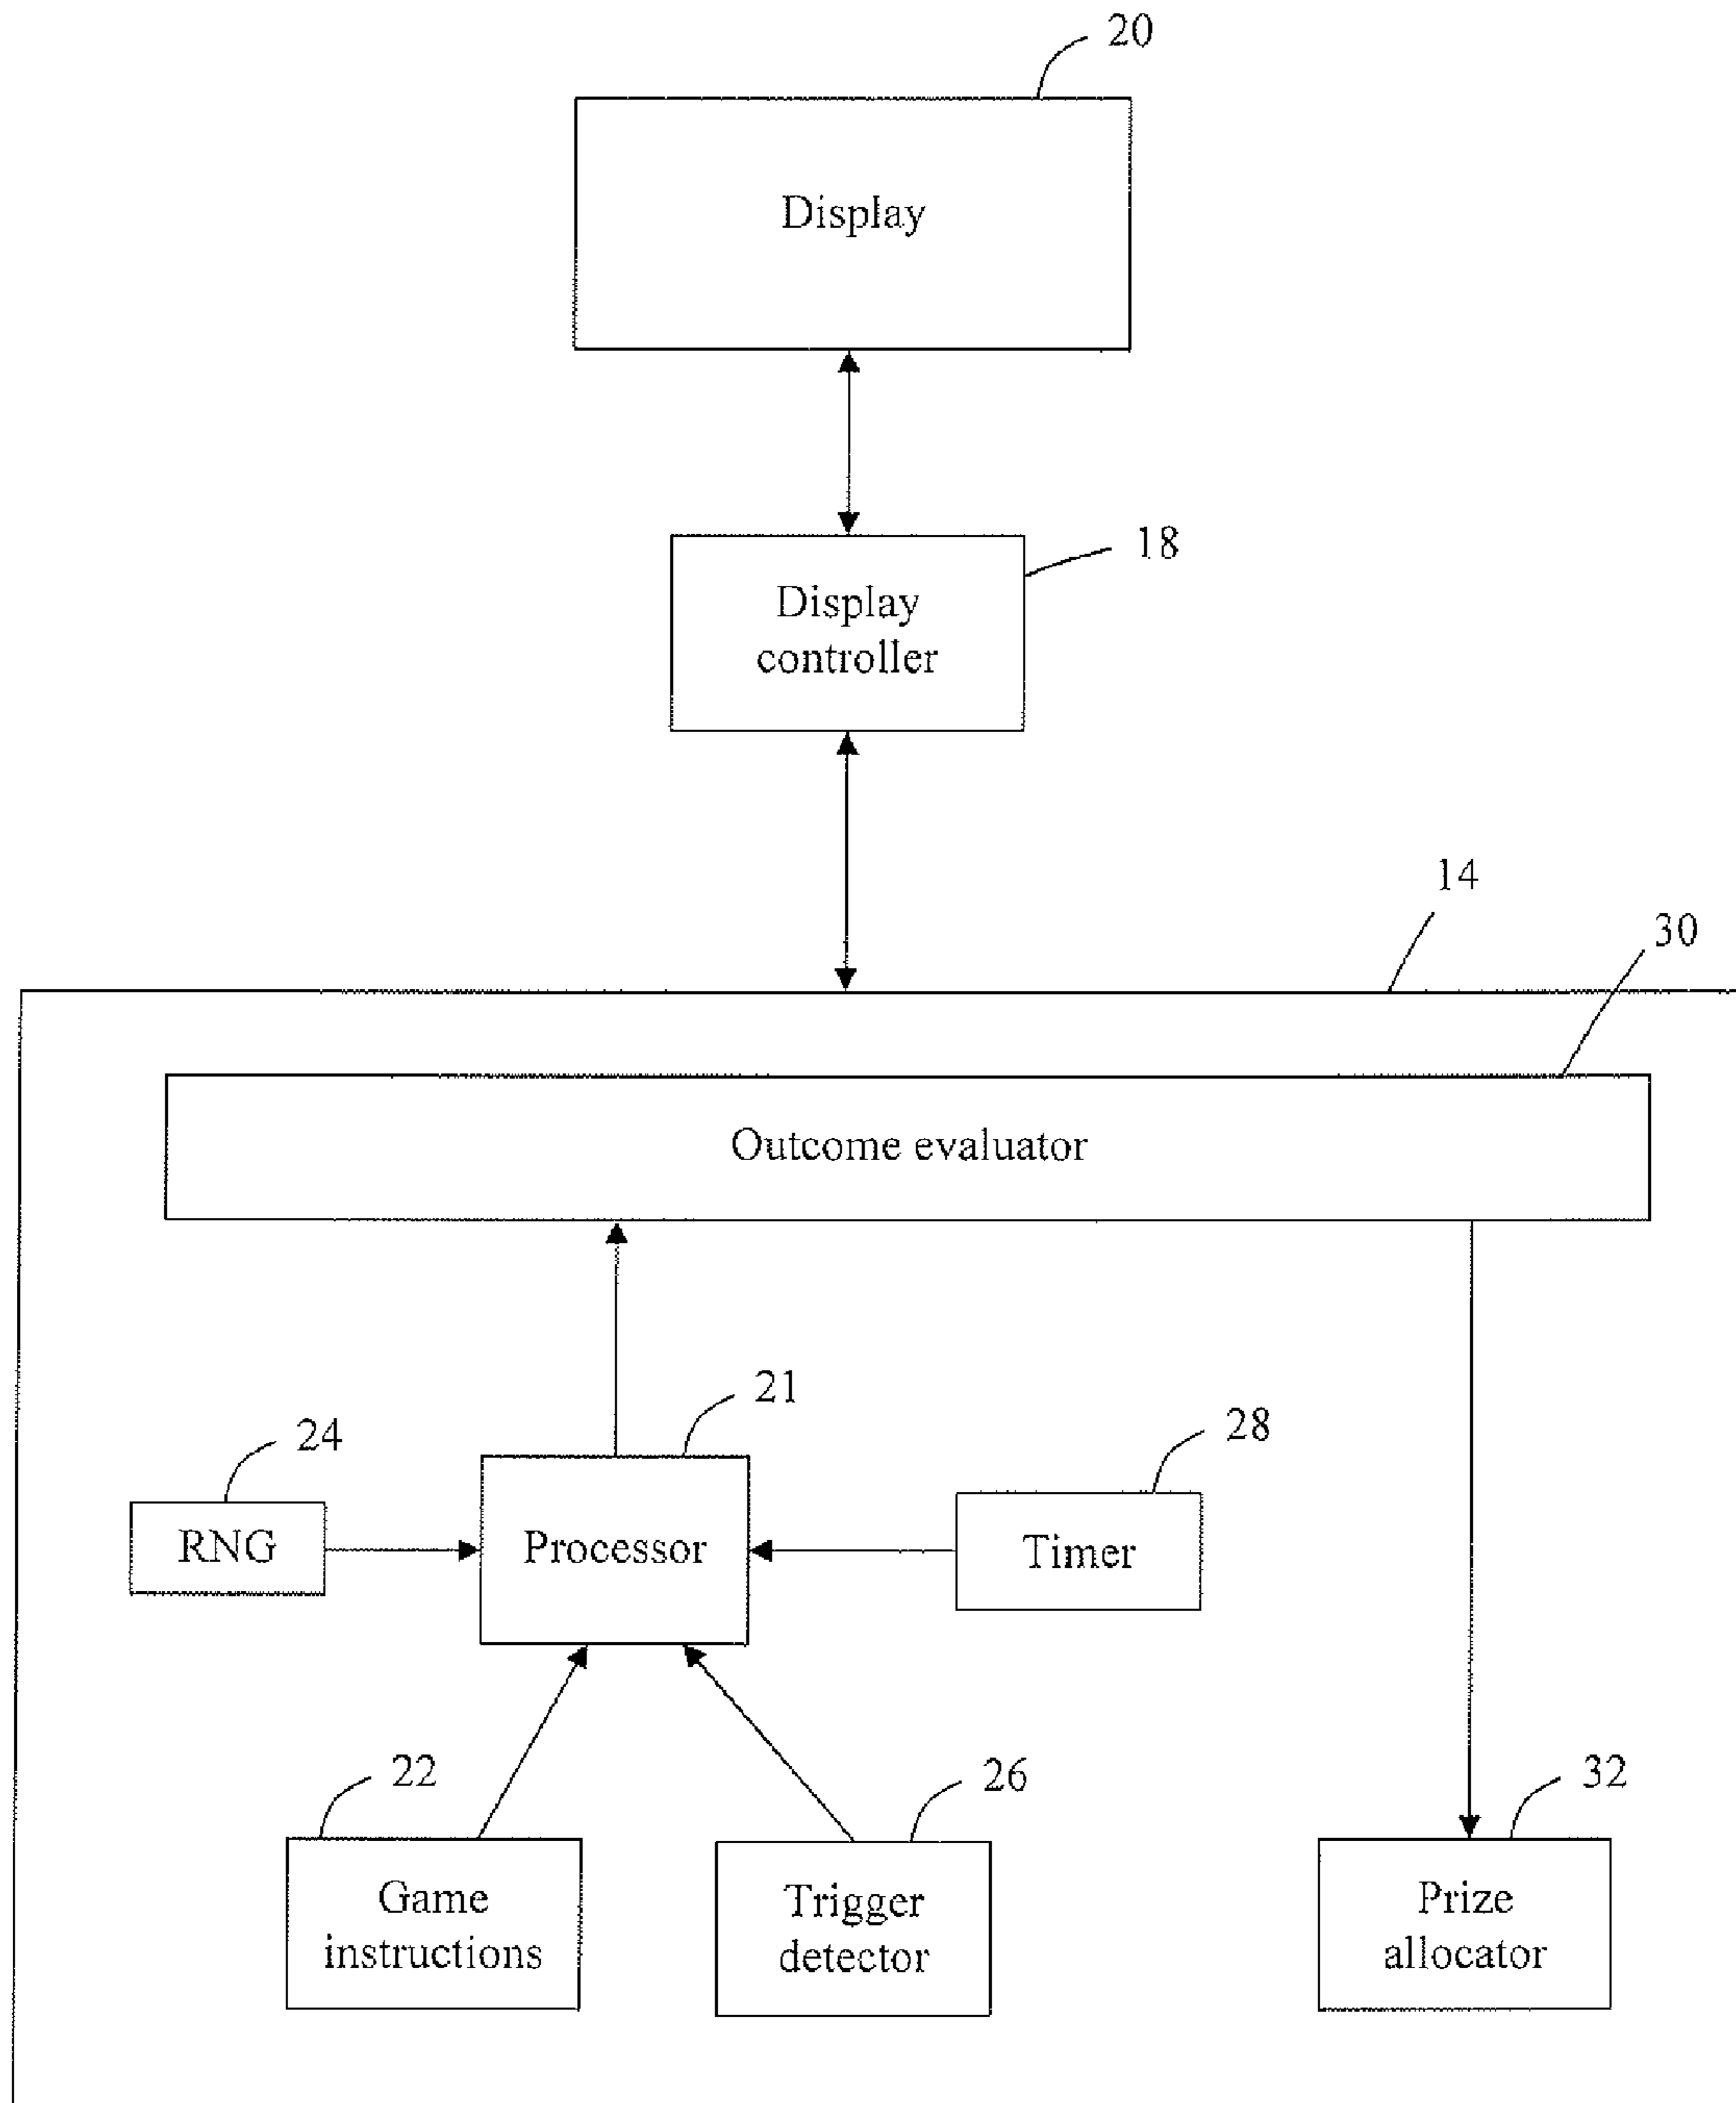 20
Display
18
Display
controller
14
30
Outcome evaluator
21
24
28
RNG
Processor
Timer
22
26
32
Game
instructions
Trigger
detector
Prize
allocator